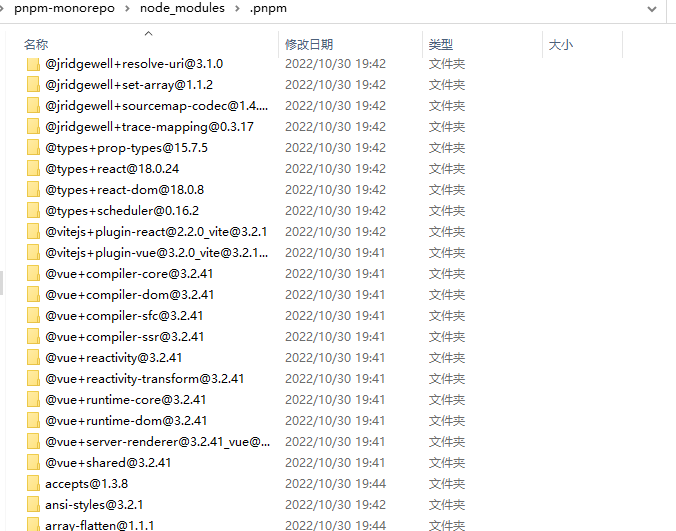 pnpm-monorepo > node_modules > .pnpm
名称 修改日期 类型 大小
@jridgewell+resolve-uri@3.1.0 2022/10/30 19:42 文件夹
@jridgewell+set-array@1.1.2 2022/10/30 19:42 文件夹
@jridgewell+sourcemap-codec@1.4.... 2022/10/30 19:42 文件夹
@jridgewell+trace-mapping@0.3.17 2022/10/30 19:42 文件夹
@types+prop-types@15.7.5 2022/10/30 19:42 文件夹
@types+react@18.0.24 2022/10/30 19:42 文件夹
@types+react-dom@18.0.8 2022/10/30 19:42 文件夹
@types+scheduler@0.16.2 2022/10/30 19:42 文件夹
@vitejs+plugin-react@2.2.0_vite@3.2.1 2022/10/30 19:42 文件夹
@vitejs+plugin-vue@3.2.0_vite@3.2.1... 2022/10/30 19:41 文件夹
@vue+compiler-core@3.2.41 2022/10/30 19:41 文件夹
@vue+compiler-dom@3.2.41 2022/10/30 19:41 文件夹
@vue+compiler-sfc@3.2.41 2022/10/30 19:41 文件夹
@vue+compiler-ssr@3.2.41 2022/10/30 19:41 文件夹
@vue+reactivity@3.2.41 2022/10/30 19:41 文件夹
@vue+reactivity-transform@3.2.41 2022/10/30 19:41 文件夹
@vue+runtime-core@3.2.41 2022/10/30 19:41 文件夹
@vue+runtime-dom@3.2.41 2022/10/30 19:41 文件夹
@vue+server-renderer@3.2.41_vue@... 2022/10/30 19:41 文件夹
@vue+shared@3.2.41 2022/10/30 19:41 文件夹
accepts@1.3.8 2022/10/30 19:44 文件夹
ansi-styles@3.2.1 2022/10/30 19:42 文件夹
array-flatten@1.1.1 2022/10/30 19:44 文件夹